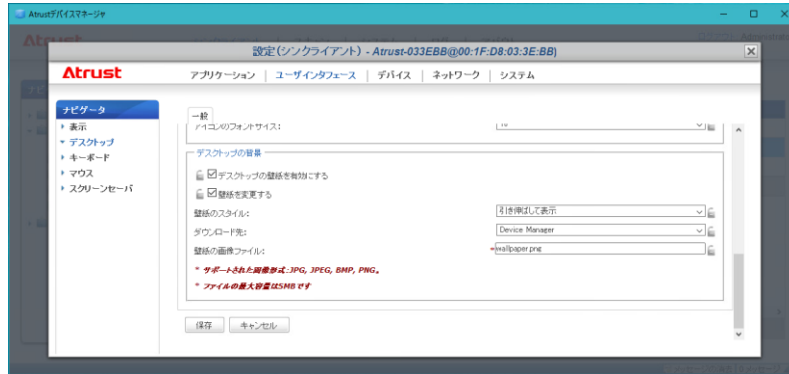 Atrustデバイスマネージャ
設定(シンクライアント) - Atrust-033EBB@00:1F:D8:03:3E:BB)
Atrust
アプリケーション | ユーザインタフェース | デバイス | ネットワーク | システム
ナビゲータ
表示
デスクトップ
キーボード
マウス
スクリーンセーバ
一般
アイコンのフォントサイズ:
デスクトップの背景
デスクトップの壁紙を有効にする
壁紙を変更する
壁紙のスタイル: 引き伸ばして表示
ダウンロード先: Device Manager
壁紙の画像ファイル: *wallpaper.png
* サポートされた画像形式:JPG, JPEG, BMP, PNG。
* ファイルの最大容量は5MBです
保存 キャンセル